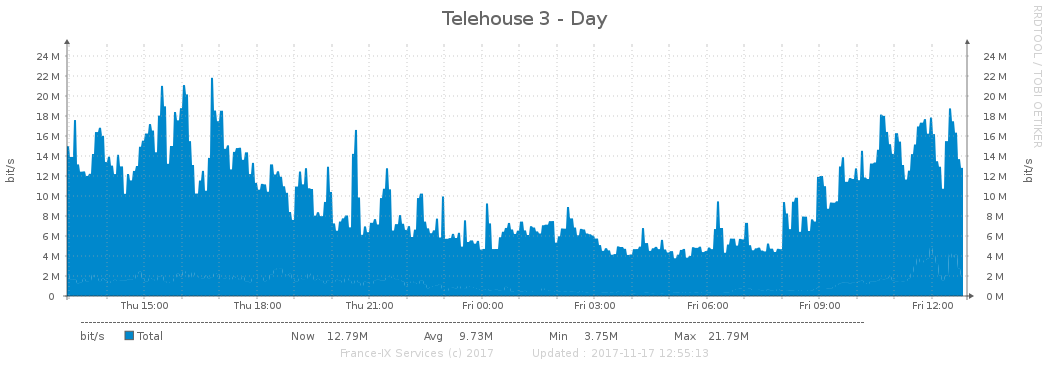 Telehouse 3 - Day
RRDTOOL / TOBI OETIKER
bit/s
24 M 24 M
22 M 22 M
20 M 20 M
18 M 18 M
16 M 16 M
14 M 14 M
12 M 12 M
10 M 10 M
8 M 8 M
6 M 6 M
4 M 4 M
2 M 2 M
0 0 M
bit/s
Thu 15:00 Thu 18:00 Thu 21:00 Fri 00:00 Fri 03:00 Fri 06:00 Fri 09:00 Fri 12:00
bit/s Total Now 12.79M Avg 9.73M Min 3.75M Max 21.79M
France-IX Services (c) 2017 Updated : 2017-11-17 12:55:13